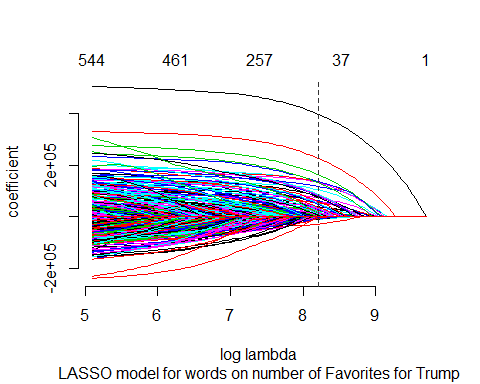 544 461 257 37 1
coefficient
2e+05
-2e+05
5 6 7 8 9
log lambda
LASSO model for words on number of Favorites for Trump